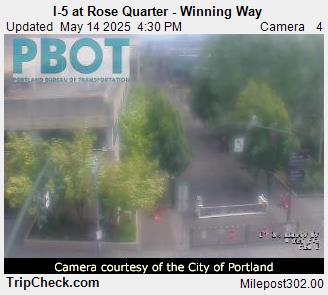 I-5 at Rose Quarter - Winning Way
Updated May 14 2025 4:30 PM Camera 4
PBOT
PORTLAND BUREAU OF TRANSPORTATION
Camera courtesy of the City of Portland
TripCheck.com Milepost302.00